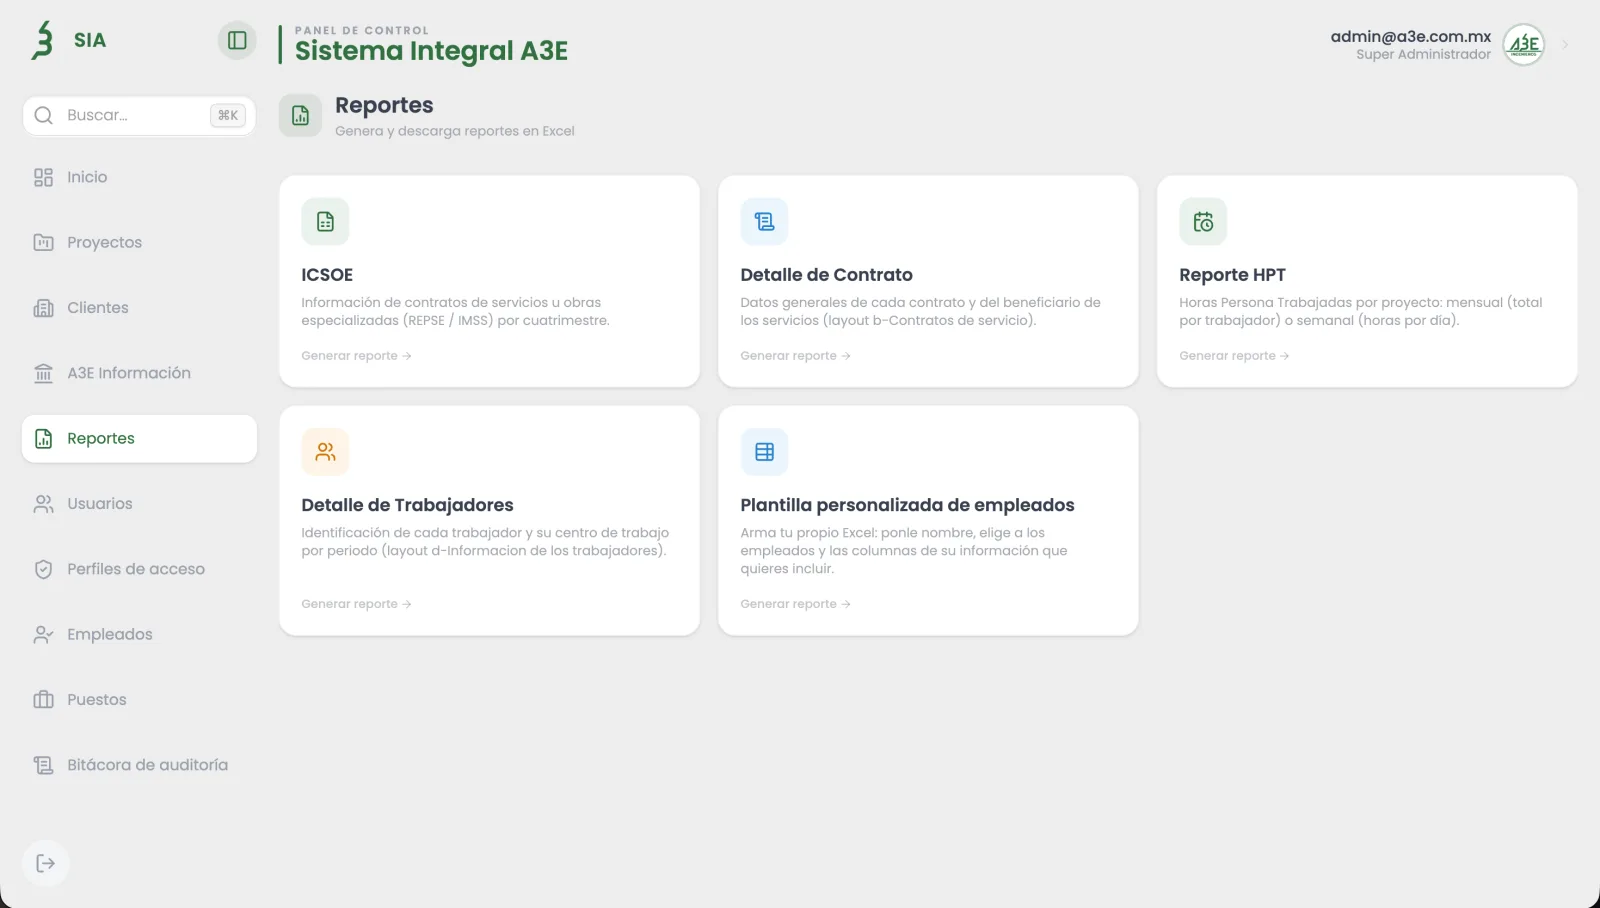 SIA
PANEL DE CONTROL
Sistema Integral A3E
admin@a3e.com.mx
Super Administrador
A3E
Buscar...
⌘K
Reportes
Genera y descarga reportes en Excel
Inicio
Proyectos
Clientes
A3E Información
Reportes
Usuarios
Perfiles de acceso
Empleados
Puestos
Bitácora de auditoría
ICSOE
Información de contratos de servicios u obras
especializadas (REPSE / IMSS) por cuatrimestre.
Generar reporte →
Detalle de Contrato
Datos generales de cada contrato y del beneficiario de
los servicios (layout b-Contratos de servicio).
Generar reporte →
Reporte HPT
Horas Persona Trabajadas por proyecto: mensual (total
por trabajador) o semanal (horas por día).
Generar reporte →
Detalle de Trabajadores
Identificación de cada trabajador y su centro de trabajo
por periodo (layout d-Informacion de los trabajadores).
Generar reporte →
Plantilla personalizada de empleados
Arma tu propio Excel: ponle nombre, elige a los
empleados y las columnas de su información que
quieres incluir.
Generar reporte →